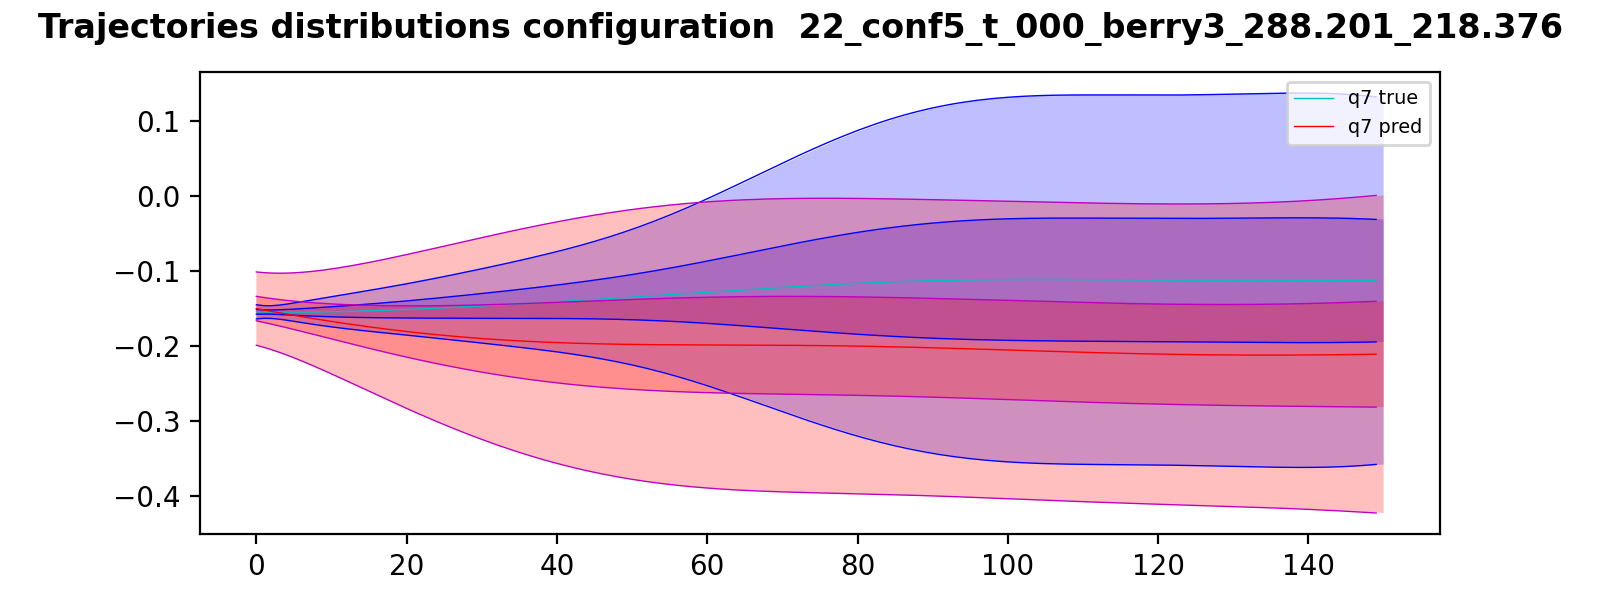 Trajectories distributions configuration  22_conf5_t_000_berry3_288.201_218.376
q7 true
q7 pred
0.1
0.0
−0.1
−0.2
−0.3
−0.4
0 20 40 60 80 100 120 140